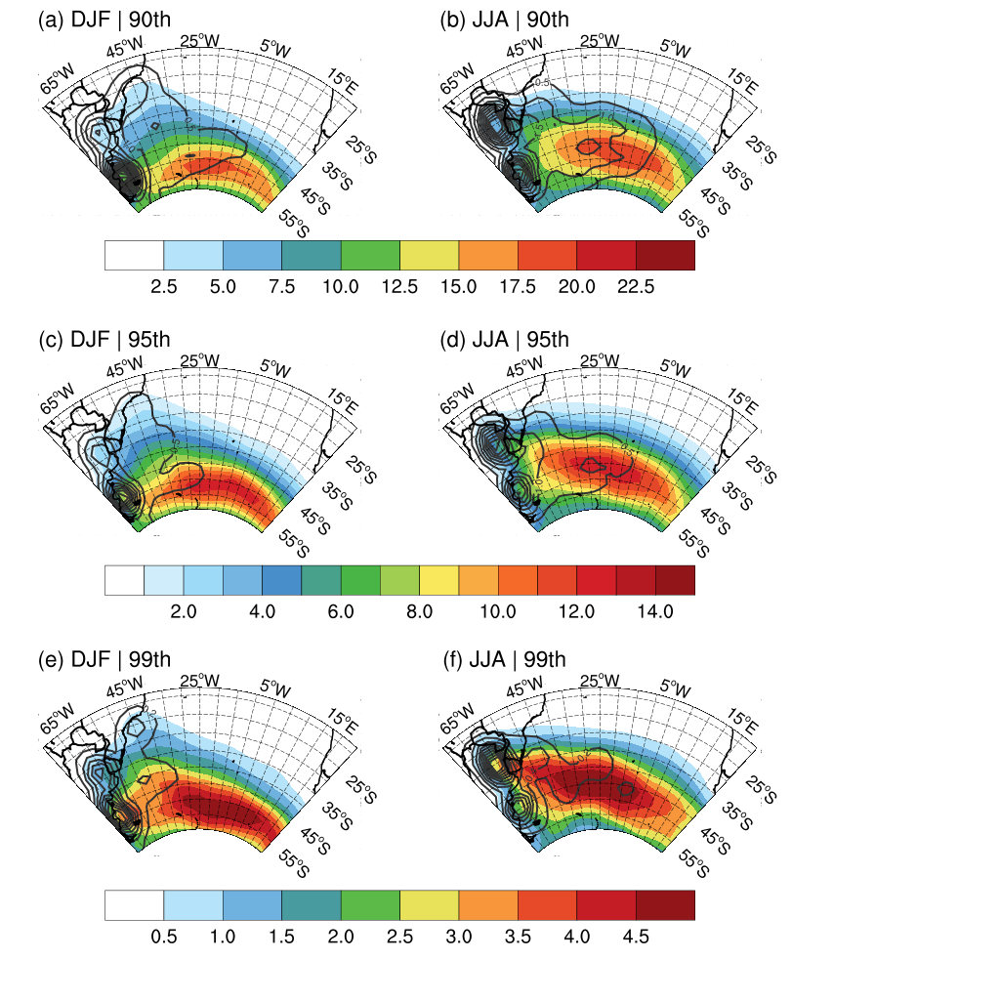 (a) DJF | 90th
(b) JJA | 90th
65°W 45°W 25°W 5°W 15°E 25°S 35°S 45°S 55°S
65°W 45°W 25°W 5°W 15°E 25°S 35°S 45°S 55°S
2.5 5.0 7.5 10.0 12.5 15.0 17.5 20.0 22.5
(c) DJF | 95th
(d) JJA | 95th
65°W 45°W 25°W 5°W 15°E 25°S 35°S 45°S 55°S
65°W 45°W 25°W 5°W 15°E 25°S 35°S 45°S 55°S
2.0 4.0 6.0 8.0 10.0 12.0 14.0
(e) DJF | 99th
(f) JJA | 99th
65°W 45°W 25°W 5°W 15°E 25°S 35°S 45°S 55°S
65°W 45°W 25°W 5°W 15°E 25°S 35°S 45°S 55°S
0.5 1.0 1.5 2.0 2.5 3.0 3.5 4.0 4.5